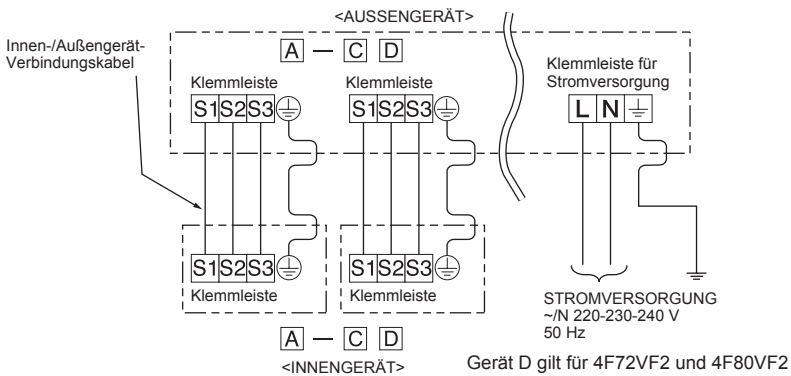 <AUSSENGERÄT>
Innen-/Außengerät-
Verbindungskabel
A — C D
Klemmleiste
S1 S2 S3
Klemmleiste
S1 S2 S3
Klemmleiste für
Stromversorgung
L N
S1 S2 S3
Klemmleiste
S1 S2 S3
Klemmleiste
STROMVERSORGUNG
~/N 220-230-240 V
50 Hz
A — C D
<INNENGERÄT>
Gerät D gilt für 4F72VF2 und 4F80VF2